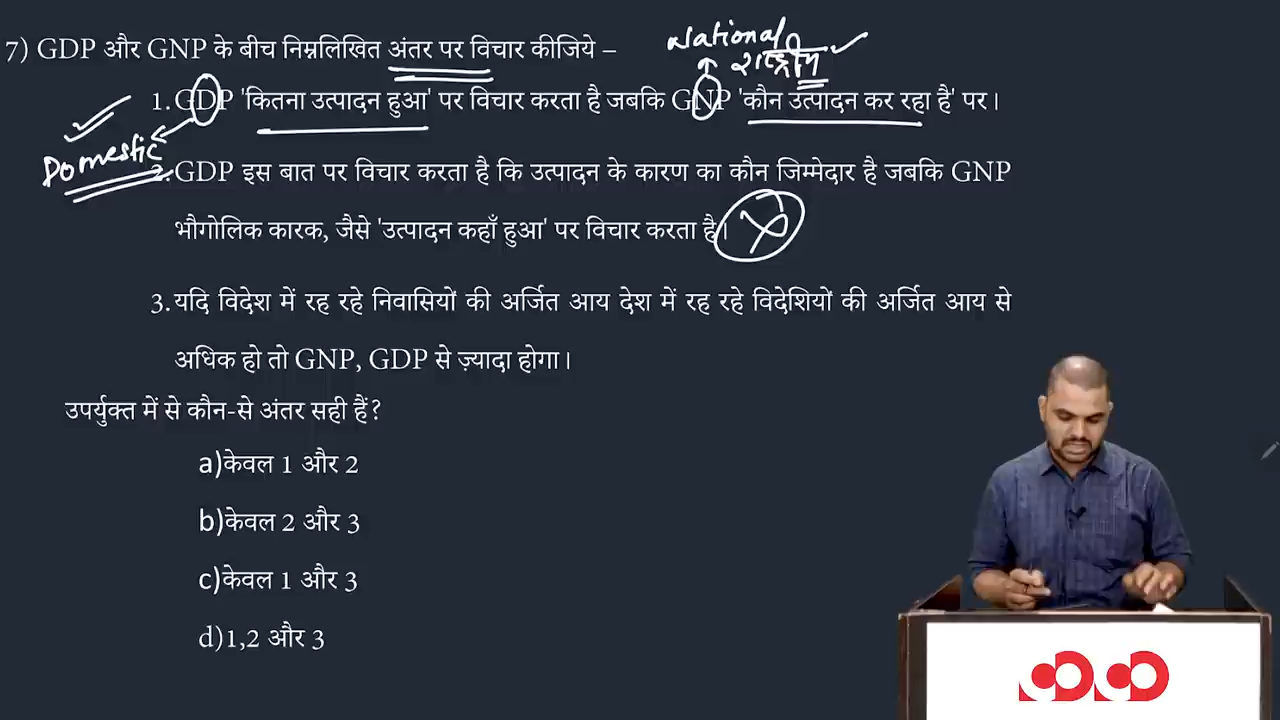 7) GDP और GNP के बीच निम्नलिखित अंतर पर विचार कीजिये –
National
राष्ट्रीय
1. GDP 'कितना उत्पादन हुआ' पर विचार करता है जबकि GNP 'कौन उत्पादन कर रहा है' पर।
Domestic
2. GDP इस बात पर विचार करता है कि उत्पादन के कारण का कौन जिम्मेदार है जबकि GNP
भौगोलिक कारक, जैसे 'उत्पादन कहाँ हुआ' पर विचार करता है।
3. यदि विदेश में रह रहे निवासियों की अर्जित आय देश में रह रहे विदेशियों की अर्जित आय से
अधिक हो तो GNP, GDP से ज़्यादा होगा।
उपर्युक्त में से कौन-से अंतर सही हैं?
a)केवल 1 और 2
b)केवल 2 और 3
c)केवल 1 और 3
d)1,2 और 3